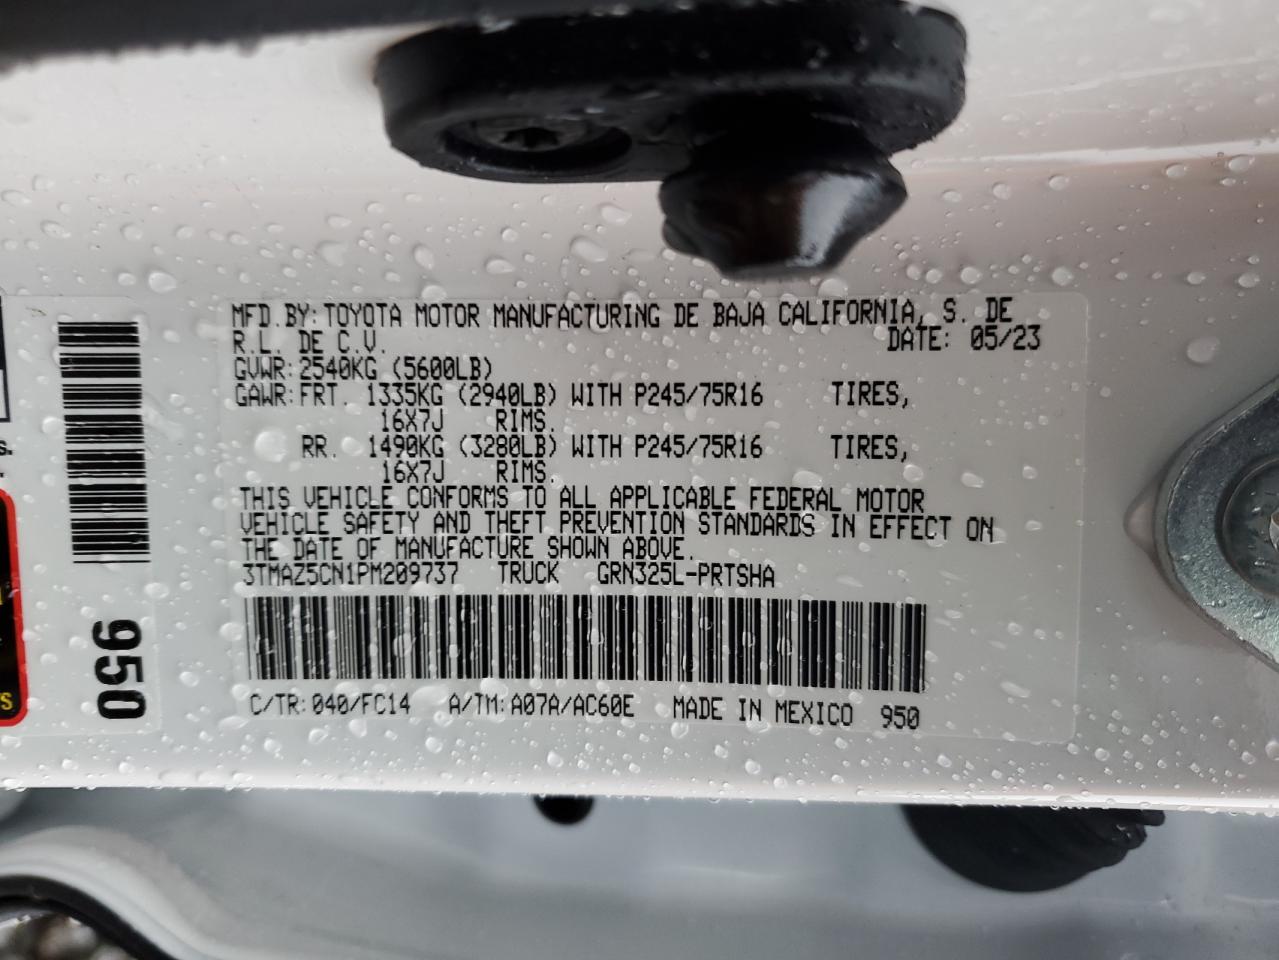 MFD.BY:TOYOTA MOTOR MANUFACTURING DE BAJA CALIFORNIA, S. DE
R.L. DE C.V. DATE: 05/23
GVWR:2540KG (5600LB)
GAWR:FRT. 1335KG (2940LB) WITH P245/75R16 TIRES,
16X7J RIMS.
RR. 1490KG (3280LB) WITH P245/75R16 TIRES,
16X7J RIMS.
THIS VEHICLE CONFORMS TO ALL APPLICABLE FEDERAL MOTOR
VEHICLE SAFETY AND THEFT PREVENTION STANDARDS IN EFFECT ON
THE DATE OF MANUFACTURE SHOWN ABOVE.
3TMAZ5CN1PM209737 TRUCK GRN325L-PRTSHA
C/TR:040/FC14 A/TM:A07A/AC60E MADE IN MEXICO 950
950